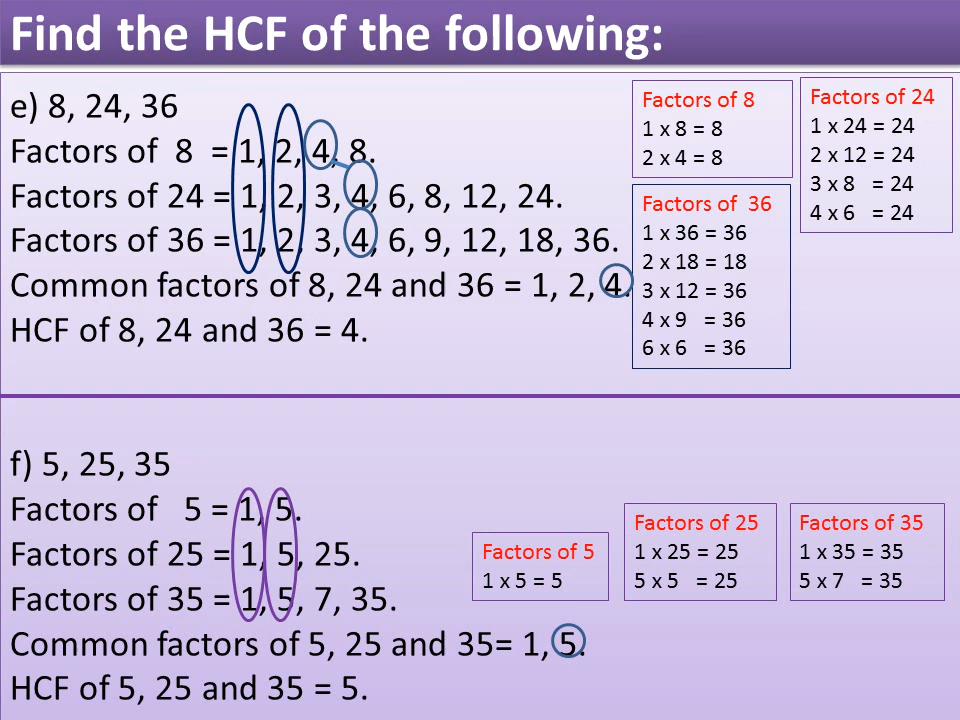 Find the HCF of the following:
e) 8, 24, 36
Factors of 8 = 1, 2, 4, 8.
Factors of 24 = 1, 2, 3, 4, 6, 8, 12, 24.
Factors of 36 = 1, 2, 3, 4, 6, 9, 12, 18, 36.
Common factors of 8, 24 and 36 = 1, 2, 4.
HCF of 8, 24 and 36 = 4.
Factors of 8
1 x 8 = 8
2 x 4 = 8
Factors of 24
1 x 24 = 24
2 x 12 = 24
3 x 8 = 24
4 x 6 = 24
Factors of 36
1 x 36 = 36
2 x 18 = 18
3 x 12 = 36
4 x 9 = 36
6 x 6 = 36
f) 5, 25, 35
Factors of 5 = 1, 5.
Factors of 25 = 1, 5, 25.
Factors of 35 = 1, 5, 7, 35.
Common factors of 5, 25 and 35= 1, 5.
HCF of 5, 25 and 35 = 5.
Factors of 5
1 x 5 = 5
Factors of 25
1 x 25 = 25
5 x 5 = 25
Factors of 35
1 x 35 = 35
5 x 7 = 35